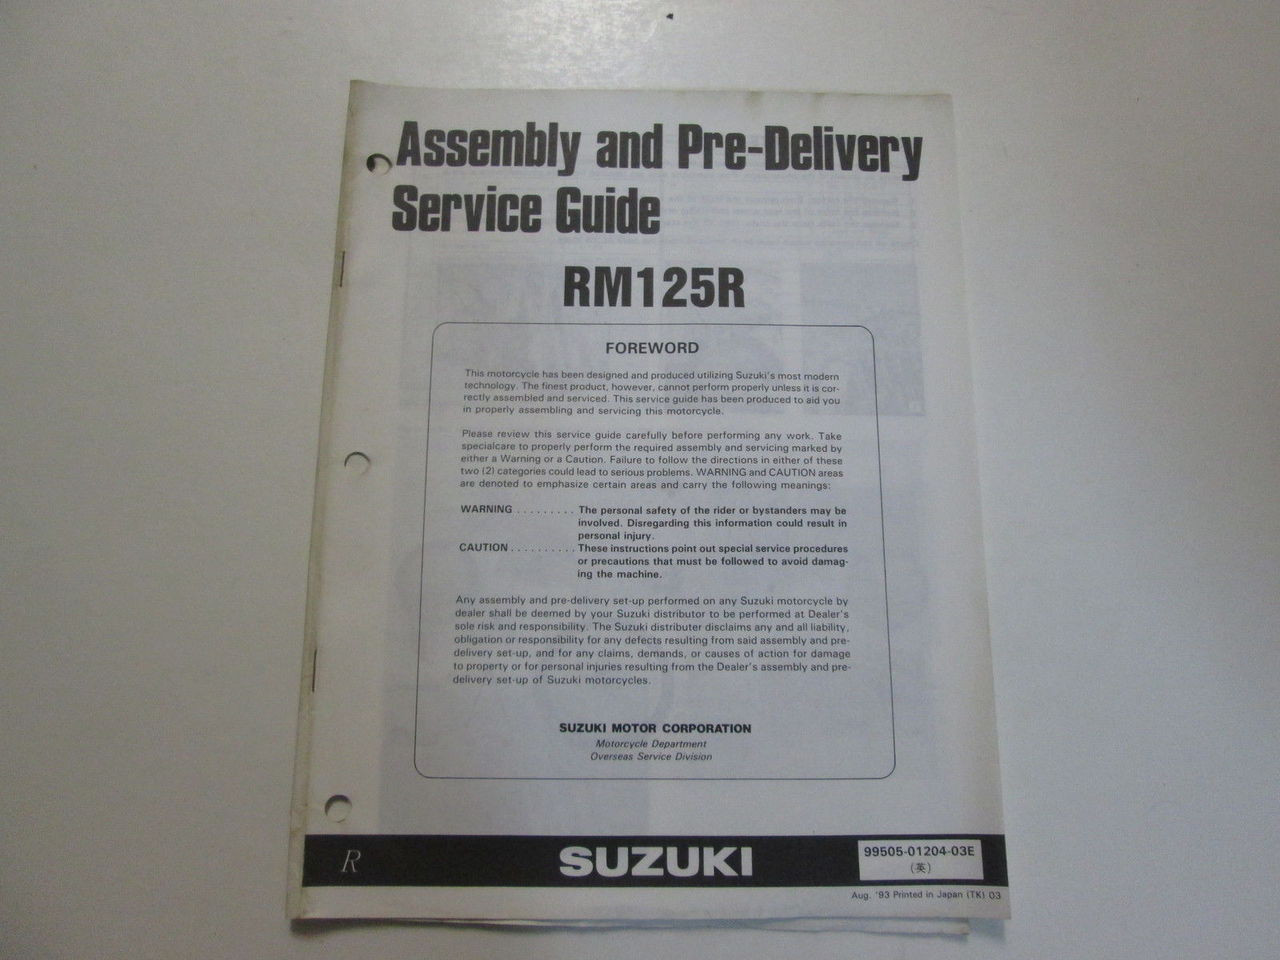 Assembly and Pre-Delivery
Service Guide
RM125R
FOREWORD
This motorcycle has been designed and produced utilizing Suzuki's most modern
technology. The finest product, however, cannot perform properly unless it is cor-
rectly assembled and serviced. This service guide has been produced to aid you
in properly assembling and servicing this motorcycle.
Please review this service guide carefully before performing any work. Take
specialcare to properly perform the required assembly and servicing marked by
either a Warning or a Caution. Failure to follow the directions in either of these
two (2) categories could lead to serious problems. WARNING and CAUTION areas
are denoted to emphasize certain areas and carry the following meanings:
WARNING . . . . . . . . . The personal safety of the rider or bystanders may be
involved. Disregarding this information could result in
personal injury.
CAUTION . . . . . . . . . . These instructions point out special service procedures
or precautions that must be followed to avoid damag-
ing the machine.
Any assembly and pre-delivery set-up performed on any Suzuki motorcycle by
dealer shall be deemed by your Suzuki distributor to be performed at Dealer's
sole risk and responsibility. The Suzuki distributer disclaims any and all liability,
obligation or responsibility for any defects resulting from said assembly and pre-
delivery set-up, and for any claims, demands, or causes of action for damage
to property or for personal injuries resulting from the Dealer's assembly and pre-
delivery set-up of Suzuki motorcycles.
SUZUKI MOTOR CORPORATION
Motorcycle Department
Overseas Service Division
R
SUZUKI
99505-01204-03E
(英)
Aug. '93 Printed in Japan (TK) 03